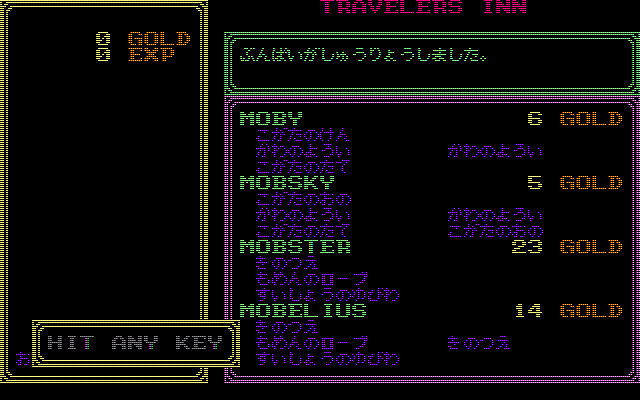 TRAVELERS INN
0 GOLD
0 EXP
ぶんはいがしゅうりょうしました。
MOBY 6 GOLD
こがたのけん
かわのよろい かわのよろい
こがたのたて
MOBSKY 5 GOLD
こがたのおの
かわのよろい かわのよろい
こがたのたて こがたのおの
MOBSTER 23 GOLD
きのつえ
もめんのローブ
すいしょうのゆびわ
MOBELIUS 14 GOLD
きのつえ
もめんのローブ きのつえ
すいしょうのゆびわ
HIT ANY KEY
お